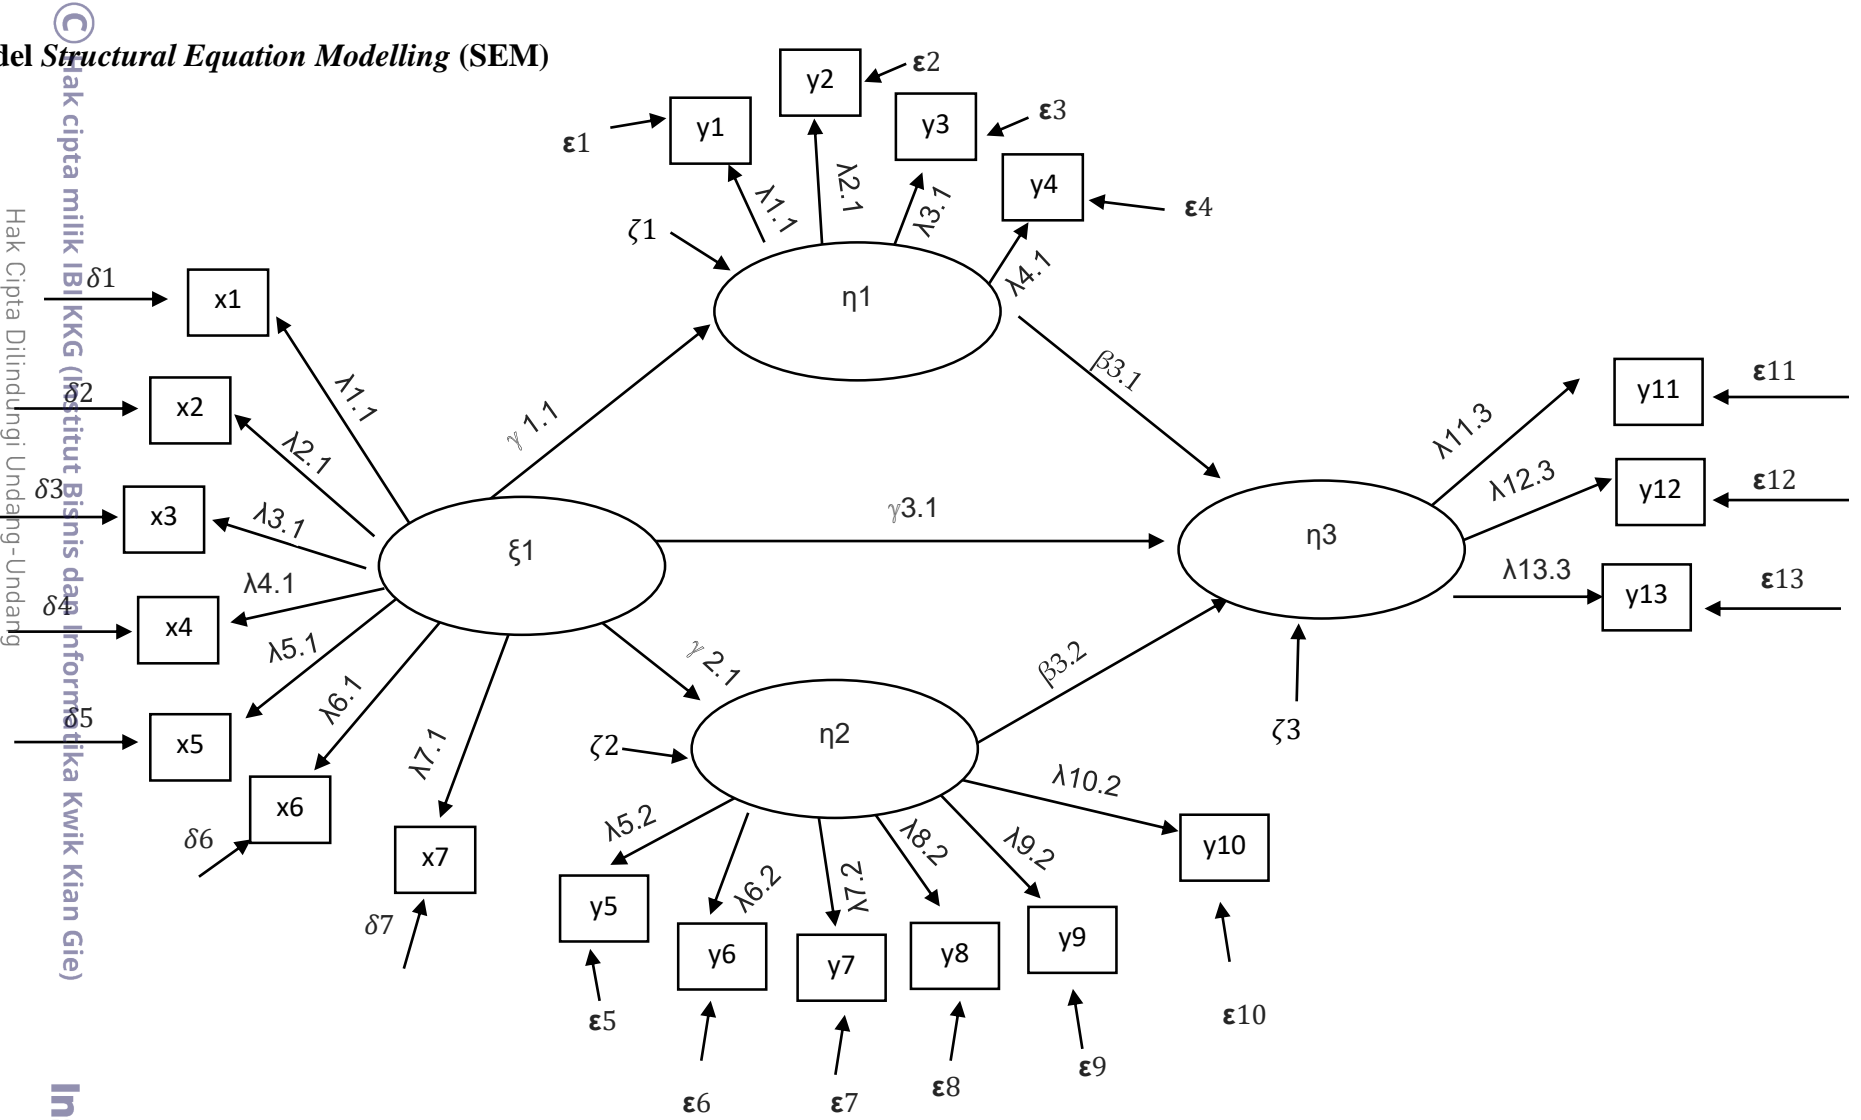 del Structural Equation Modelling (SEM)
© Hak cipta milik IBI KKG (Institut Bisnis dan Informatika Kwik Kian Gie)
Hak Cipta Dilindungi Undang-Undang
In
y2
ε2
y1
ε1
y3
ε3
y4
ε4
λ1.1
λ2.1
λ3.1
λ4.1
ζ1
η1
δ1
x1
δ2
x2
δ3
x3
δ4
x4
δ5
x5
δ6
x6
δ7
x7
λ1.1
λ2.1
λ3.1
λ4.1
λ5.1
λ6.1
λ7.1
ξ1
γ 1.1
γ3.1
γ 2.1
β3.1
β3.2
η3
ζ3
λ11.3
λ12.3
λ13.3
y11
ε11
y12
ε12
y13
ε13
ζ2
η2
λ5.2
λ6.2
λ7.2
λ8.2
λ9.2
λ10.2
y5
y6
y7
y8
y9
y10
ε5
ε6
ε7
ε8
ε9
ε10